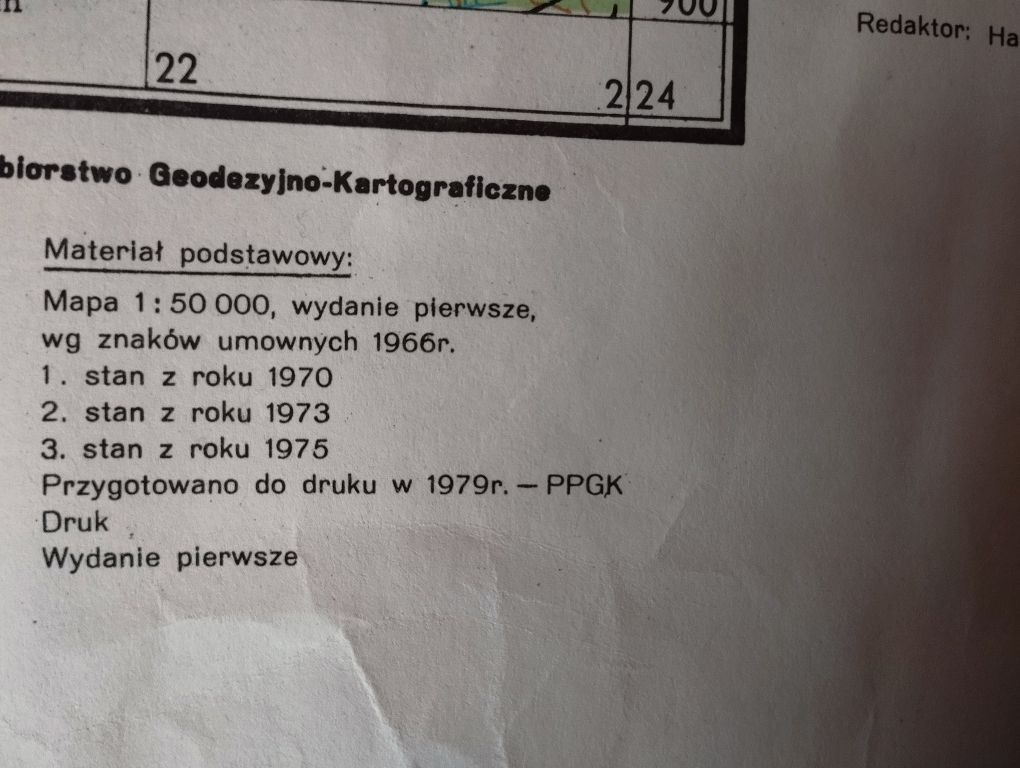 900
Redaktor:
22
2 24
Geodezyjno-Kartograficzne
Materiał podstawowy:
Mapa 1:50 000, wydanie pierwsze,
wg znaków umownych 1966r.
1. stan z roku 1970
2. stan z roku 1973
3. stan z roku 1975
Przygotowano do druku w 1979r. — PPGK
Druk
Wydanie pierwsze